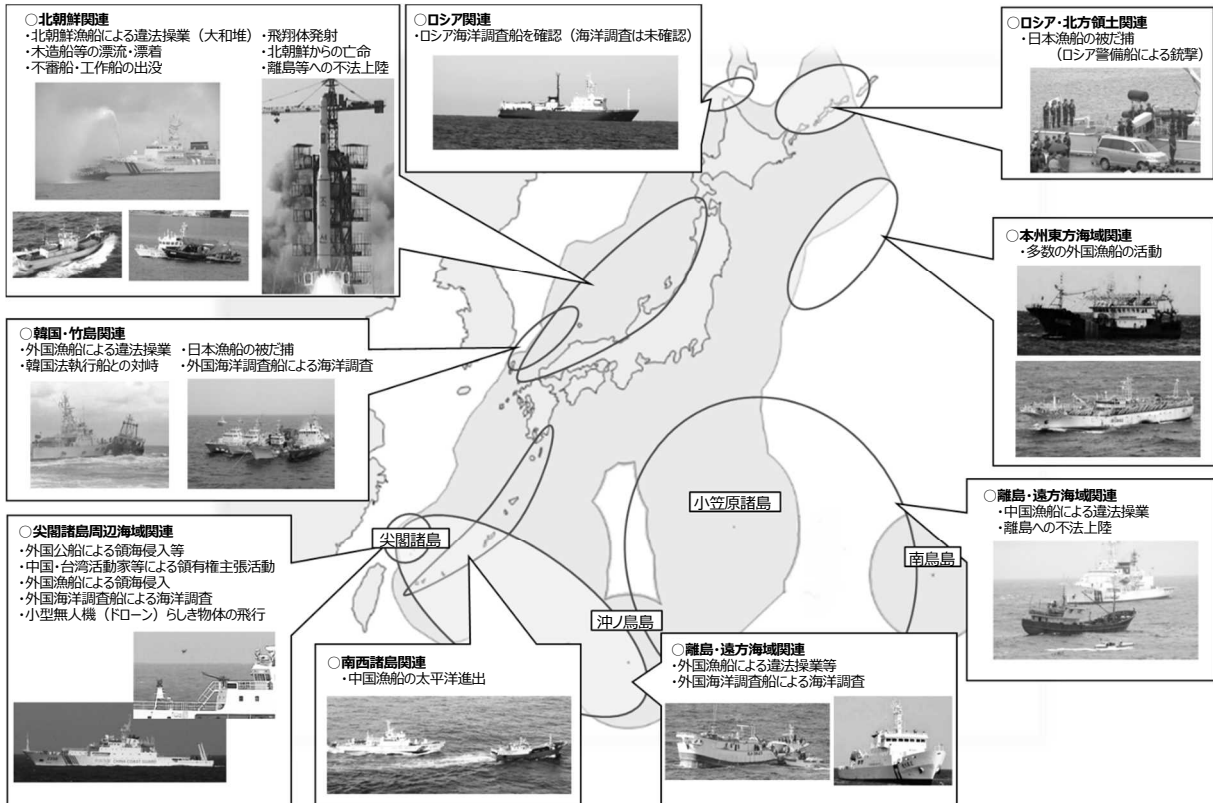 ○北朝鮮関連
・北朝鮮漁船による違法操業（大和堆）
・木造船等の漂流・漂着
・不審船・工作船の出没
・飛翔体発射
・北朝鮮からの亡命
・離島等への不法上陸
○ロシア関連
・ロシア海洋調査船を確認（海洋調査は未確認）
○ロシア・北方領土関連
・日本漁船の被だ捕
（ロシア警備船による銃撃）
○本州東方海域関連
・多数の外国漁船の活動
○韓国・竹島関連
・外国漁船による違法操業
・韓国法執行船との対峙
・日本漁船の被だ捕
・外国海洋調査船による海洋調査
○離島・遠方海域関連
・中国漁船による違法操業
・離島への不法上陸
小笠原諸島
南鳥島
尖閣諸島
沖ノ鳥島
○尖閣諸島周辺海域関連
・外国公船による領海侵入等
・中国・台湾活動家等による領有権主張活動
・外国漁船による領海侵入
・外国海洋調査船による海洋調査
・小型無人機（ドローン）らしき物体の飛行
○南西諸島関連
・中国漁船の太平洋進出
○離島・遠方海域関連
・外国漁船による違法操業等
・外国海洋調査船による海洋調査
CHINA COAST GUARD